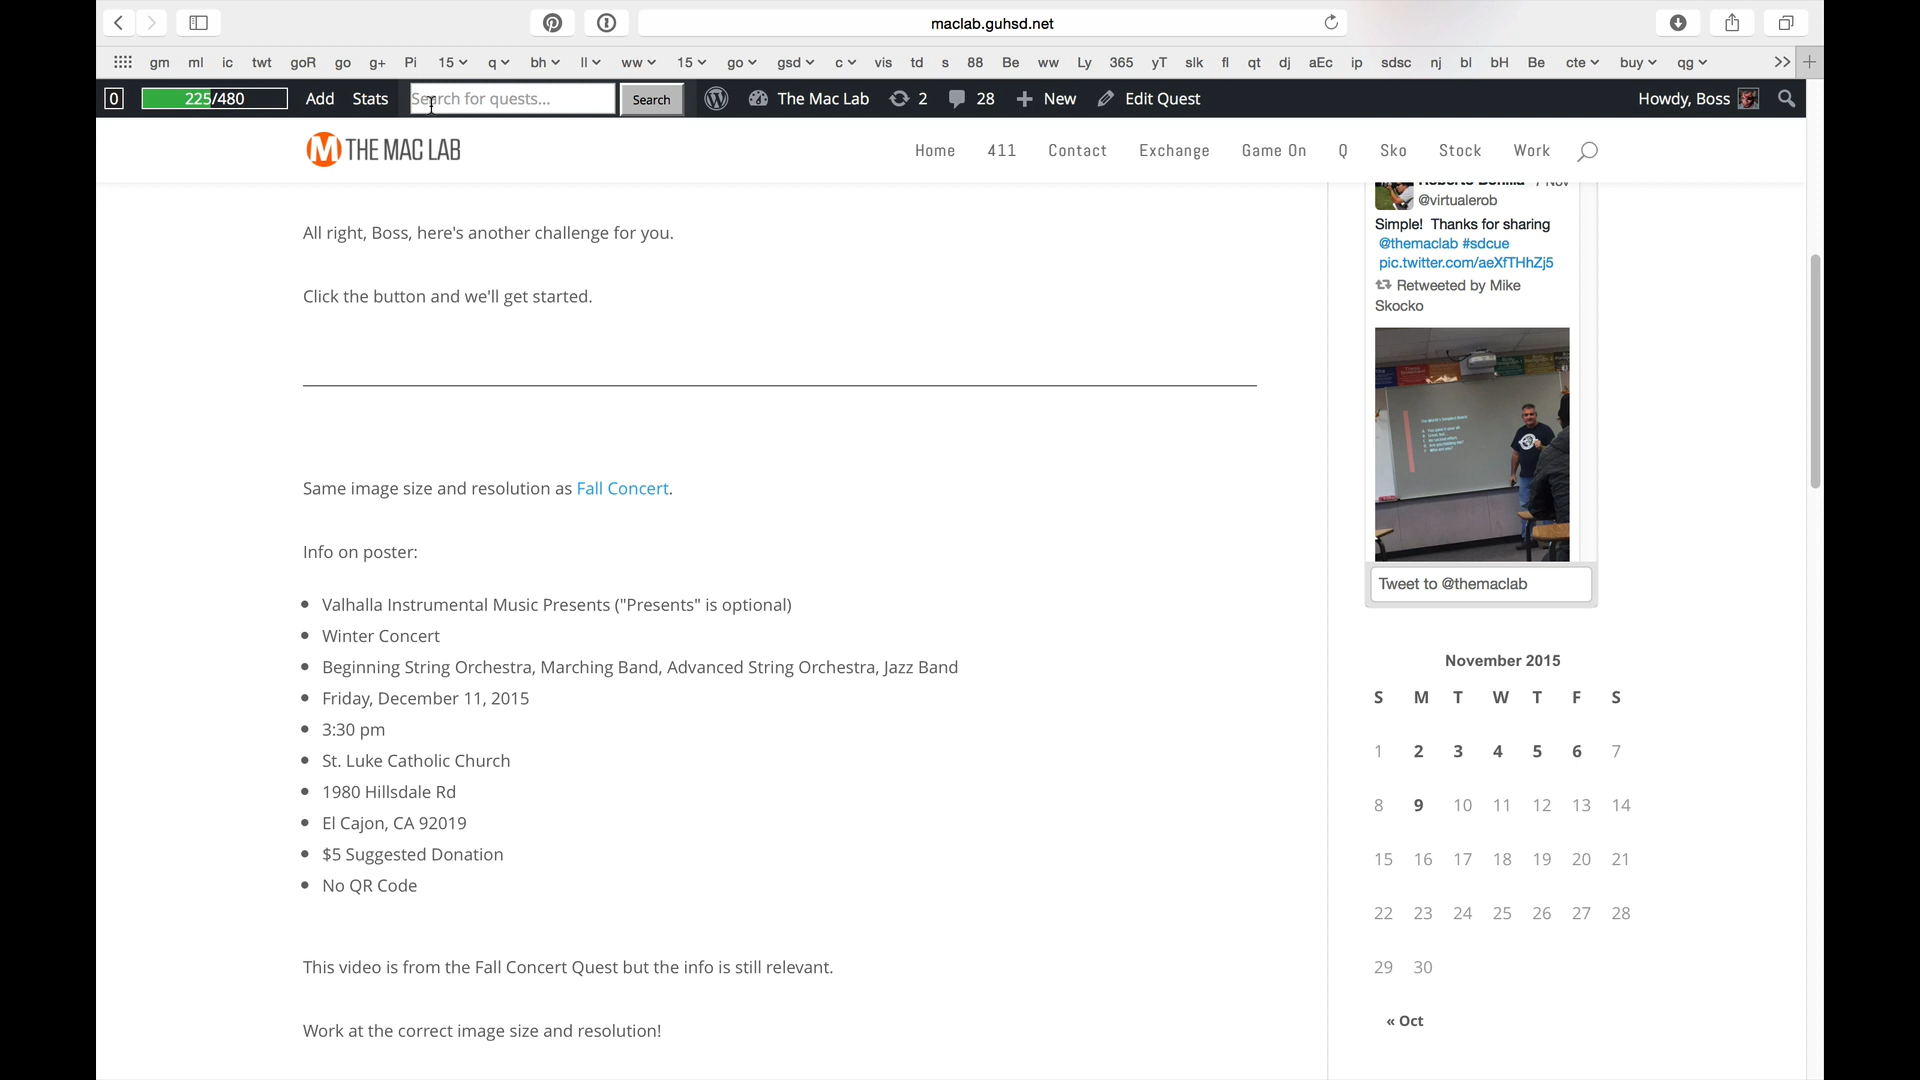 maclab.guhsd.net
gm ml ic twt goR go g+ Pi 15 q bh ll ww 15 go gsd c vis td s 88 Be ww Ly 365 yT slk fl qt dj aEc ip sdsc nj bl bH Be cte buy qg
0 225/480 Add Stats Search for quests... Search The Mac Lab 2 28 New Edit Quest Howdy, Boss
M THE MAC LAB Home 411 Contact Exchange Game On Q Sko Stock Work
All right, Boss, here's another challenge for you.
Click the button and we'll get started.
Same image size and resolution as Fall Concert.
Info on poster:
Valhalla Instrumental Music Presents ("Presents" is optional)
Winter Concert
Beginning String Orchestra, Marching Band, Advanced String Orchestra, Jazz Band
Friday, December 11, 2015
3:30 pm
St. Luke Catholic Church
1980 Hillsdale Rd
El Cajon, CA 92019
$5 Suggested Donation
No QR Code
This video is from the Fall Concert Quest but the info is still relevant.
Work at the correct image size and resolution!
@virtualerob
Simple! Thanks for sharing
@themaclab #sdcue
pic.twitter.com/aeXfTHhZj5
Retweeted by Mike
Skocko
Tweet to @themaclab
November 2015
S M T W T F S
1 2 3 4 5 6 7
8 9 10 11 12 13 14
15 16 17 18 19 20 21
22 23 24 25 26 27 28
29 30
« Oct